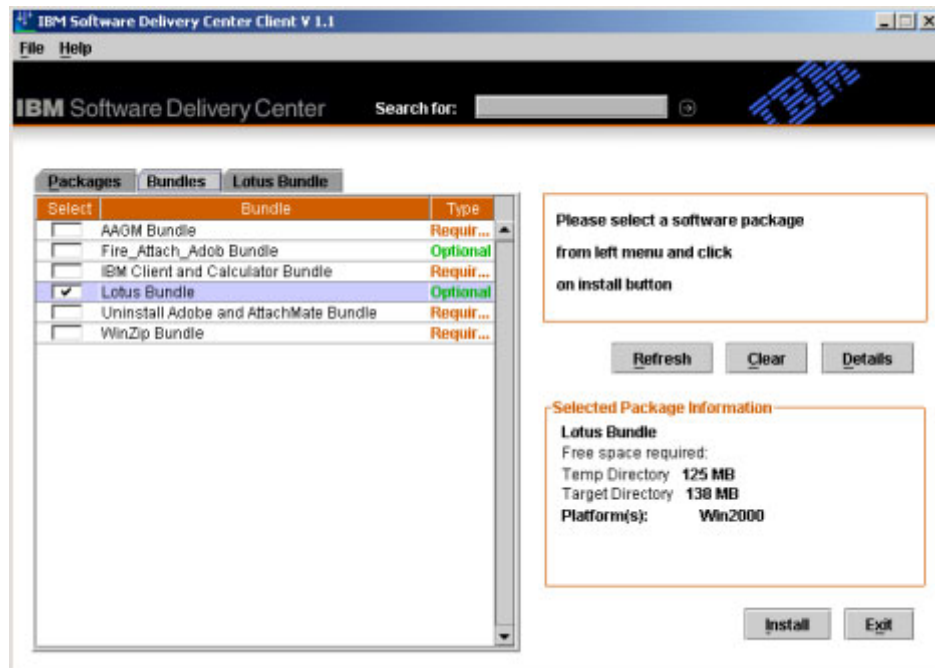 IBM Software Delivery Center Client V 1.1
File Help
IBM Software Delivery Center Search for:
IBM
Packages Bundles Lotus Bundle
Select Bundle Type
AAGM Bundle Requir...
Fire_Attach_Adob Bundle Optional
IBM Client and Calculator Bundle Requir...
Lotus Bundle Optional
Uninstall Adobe and AttachMate Bundle Requir...
WinZip Bundle Requir...
Please select a software package
from left menu and click
on install button
Refresh Clear Details
Selected Package Information
Lotus Bundle
Free space required:
Temp Directory 125 MB
Target Directory 138 MB
Platform(s): Win2000
Install Exit